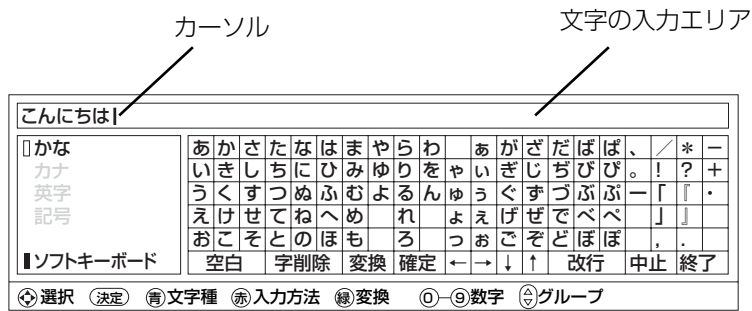 カーソル 文字の入力エリア
こんにちは
かな
カナ
英字
記号
ソフトキーボード
あ か さ た な は ま や ら わ ぁ が ざ だ ば ぱ 、 ／ ＊ －
い き し ち に ひ み ゆ り を ゃ ぃ ぎ じ ぢ び ぴ 。 ！ ？ ＋
う く す つ ぬ ふ む よ る ん ゅ ぅ ぐ ず づ ぶ ぷ ー 「 『 ・
え け せ て ね へ め れ ょ ぇ げ ぜ で べ ぺ 」 』
お こ そ と の ほ も ろ っ ぉ ご ぞ ど ぼ ぽ ， ．
空白 字削除 変換 確定 ← → ↓ ↑ 改行 中止 終了
選択 決定 青文字種 赤入力方法 緑変換 0－9数字 グループ